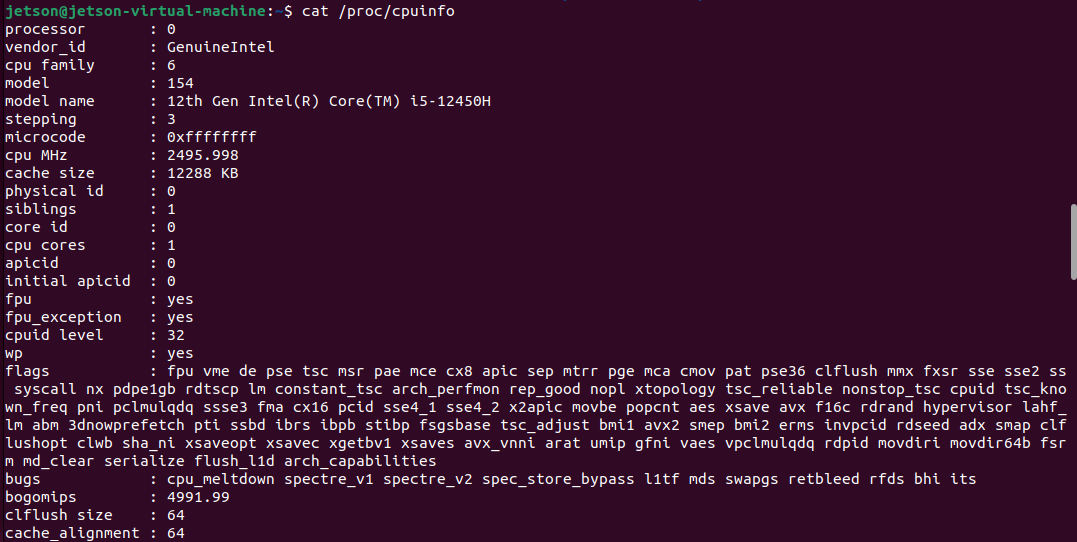 jetson@jetson-virtual-machine:~$ cat /proc/cpuinfo
processor       : 0
vendor_id       : GenuineIntel
cpu family      : 6
model           : 154
model name      : 12th Gen Intel(R) Core(TM) i5-12450H
stepping        : 3
microcode       : 0xffffffff
cpu MHz         : 2495.998
cache size      : 12288 KB
physical id     : 0
siblings        : 1
core id         : 0
cpu cores       : 1
apicid          : 0
initial apicid  : 0
fpu             : yes
fpu_exception   : yes
cpuid level     : 32
wp              : yes
flags           : fpu vme de pse tsc msr pae mce cx8 apic sep mtrr pge mca cmov pat pse36 clflush mmx fxsr sse sse2 ss
 syscall nx pdpe1gb rdtscp lm constant_tsc arch_perfmon rep_good nopl xtopology tsc_reliable nonstop_tsc cpuid tsc_kno
wn_freq pni pclmulqdq ssse3 fma cx16 pcid sse4_1 sse4_2 x2apic movbe popcnt aes xsave avx f16c rdrand hypervisor lahf_
lm abm 3dnowprefetch pti ssbd ibrs ibpb stibp fsgsbase tsc_adjust bmi1 avx2 smep bmi2 erms invpcid rdseed adx smap clf
lushopt clwb sha_ni xsaveopt xsavec xgetbv1 xsaves avx_vnni arat umip gfni vaes vpclmulqdq rdpid movdiri movdir64b fsr
m md_clear serialize flush_l1d arch_capabilities
bugs            : cpu_meltdown spectre_v1 spectre_v2 spec_store_bypass l1tf mds swapgs retbleed rfds bhi its
bogomips        : 4991.99
clflush size    : 64
cache_alignment : 64